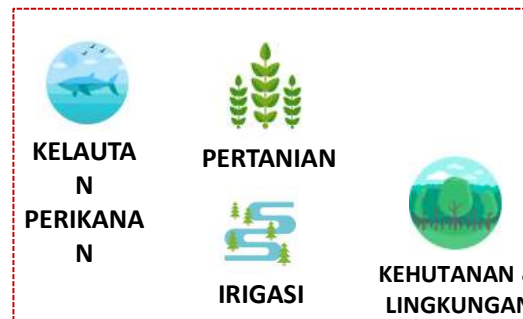 KELAUTA
N
PERIKANA
N
PERTANIAN
IRIGASI
KEHUTANAN
LINGKUNGAN